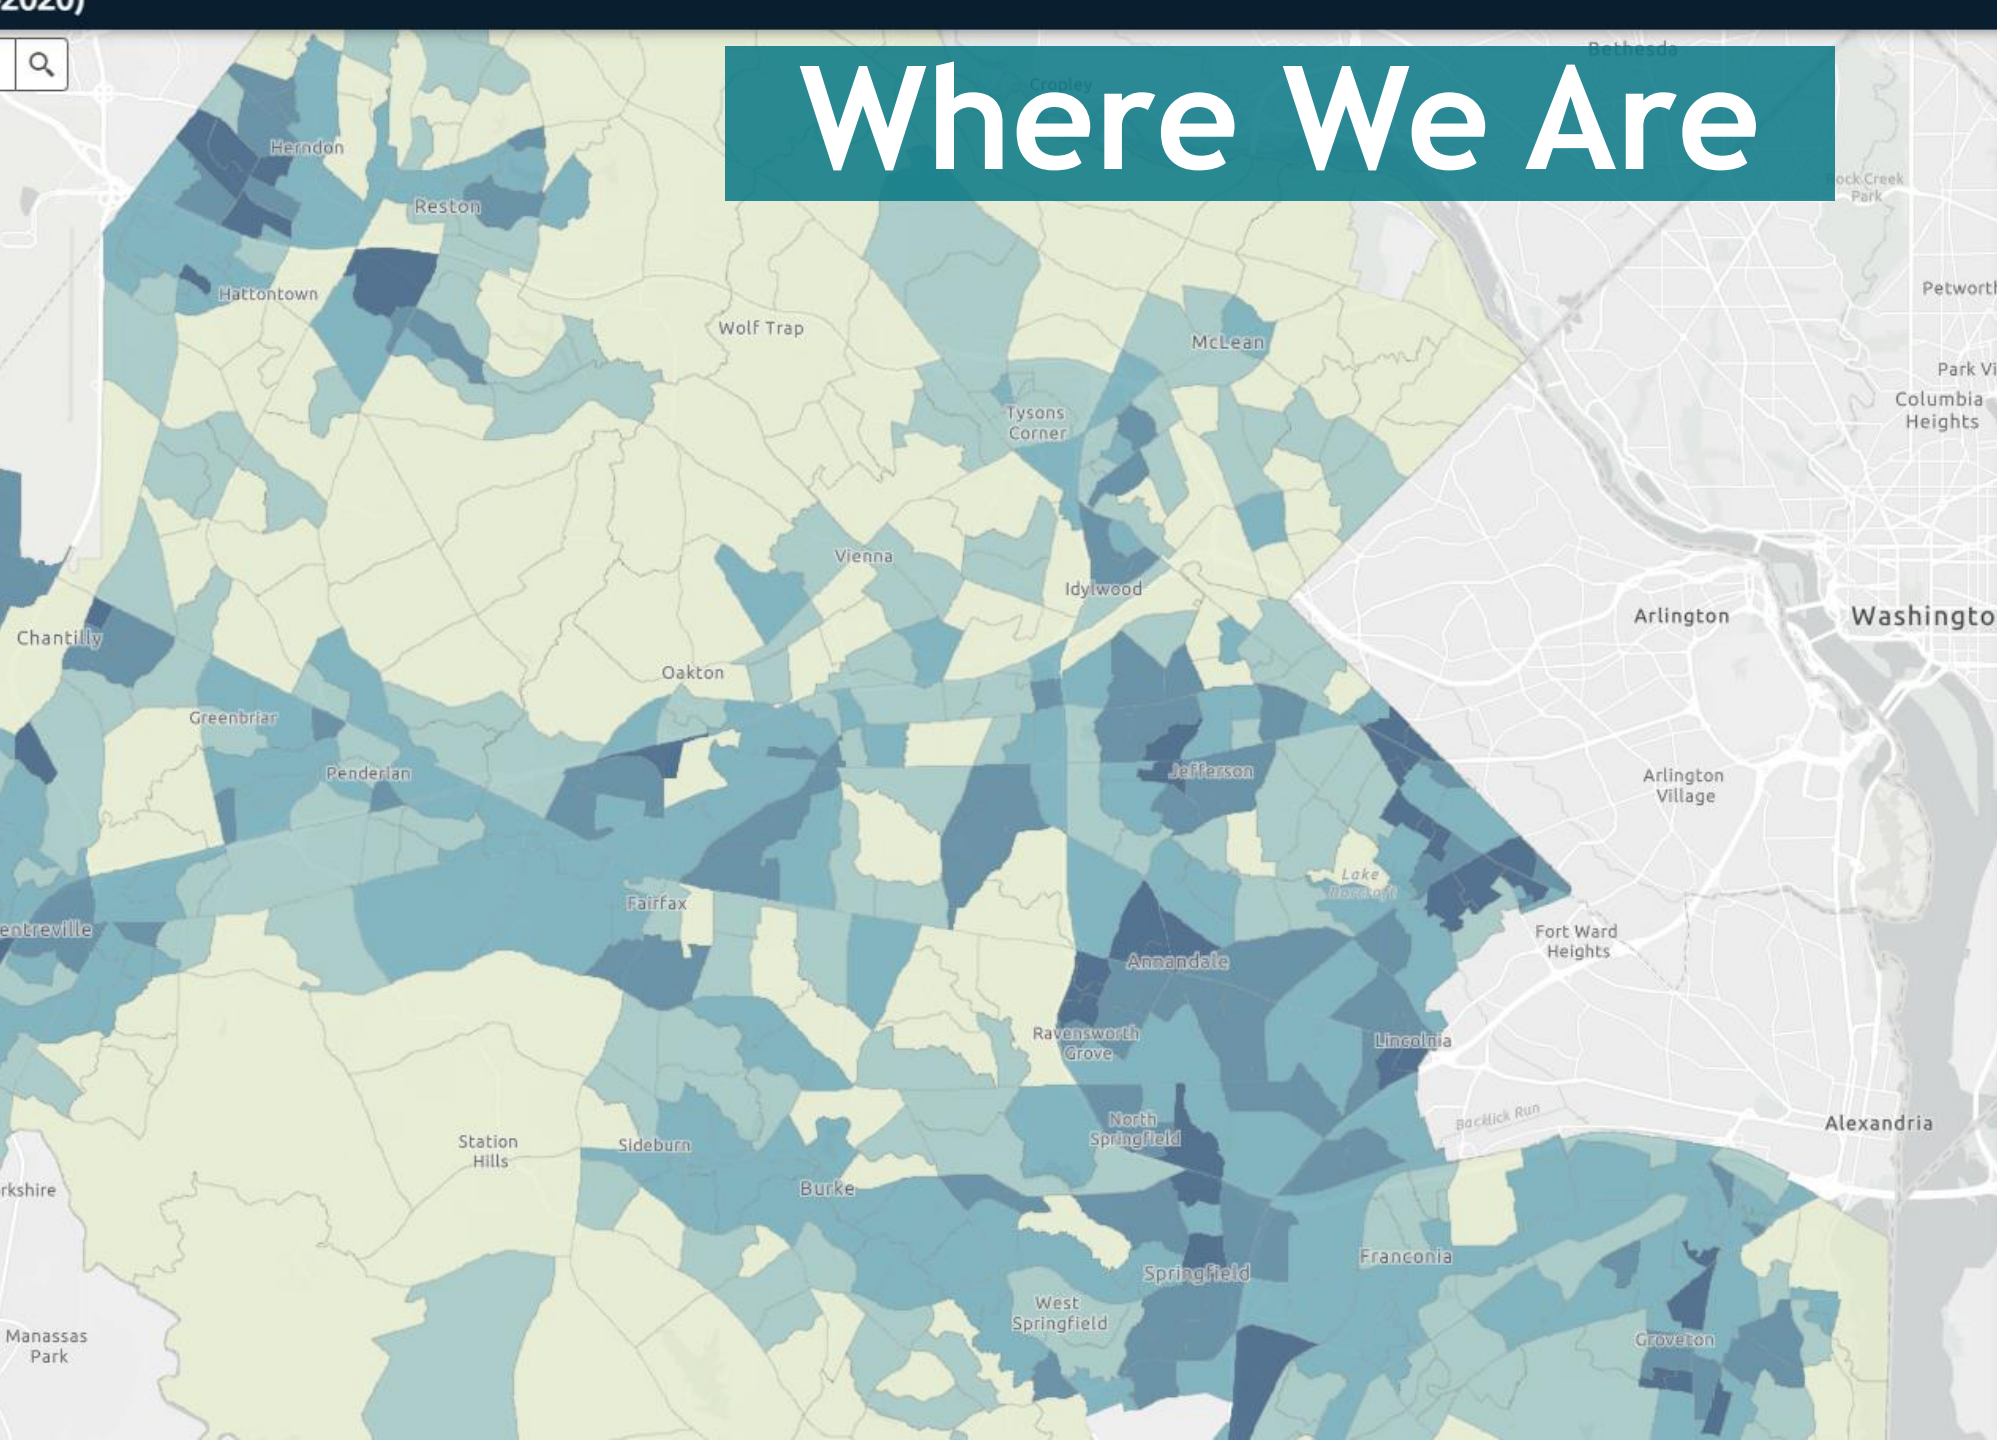 2020)
Where We Are
Bethesda
Cropley
Rock Creek
Park
Herndon
Reston
Petworth
Hattontown
Wolf Trap
McLean
Park Vi
Columbia
Heights
Tysons
Corner
Vienna
Idylwood
Arlington
Washingto
Chantilly
Oakton
Greenbriar
Penderlan
Jefferson
Arlington
Village
Lake
Barcroft
Fairfax
entreville
Fort Ward
Heights
Annandale
Ravensworth
Grove
Lincolnia
North
Springfield
Backlick Run
Alexandria
Station
Hills
Sideburn
Burke
rkshire
Franconia
Springfield
West
Springfield
Manassas
Park
Groveton